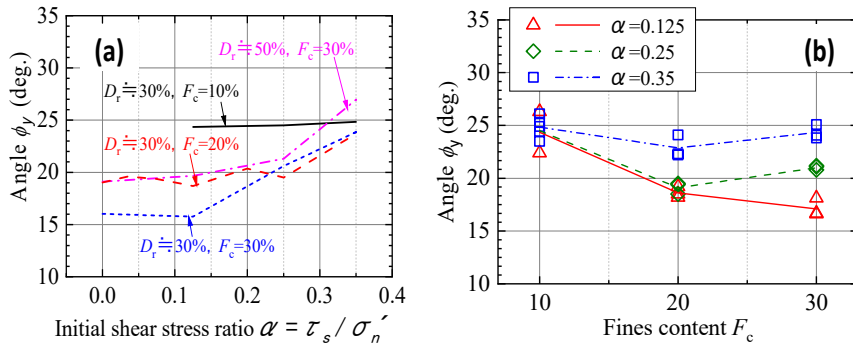 (a)
35
30
25
20
15
10
Angle ϕy (deg.)
Dr≒50%, Fc=30%
Dr≒30%, Fc=10%
Dr≒30%, Fc=20%
Dr≒30%, Fc=30%
0.0 0.1 0.2 0.3 0.4
Initial shear stress ratio α = τs / σn′
(b)
α=0.125
α=0.25
α=0.35
35
30
25
20
15
10
Angle ϕy (deg.)
10 20 30
Fines content Fc